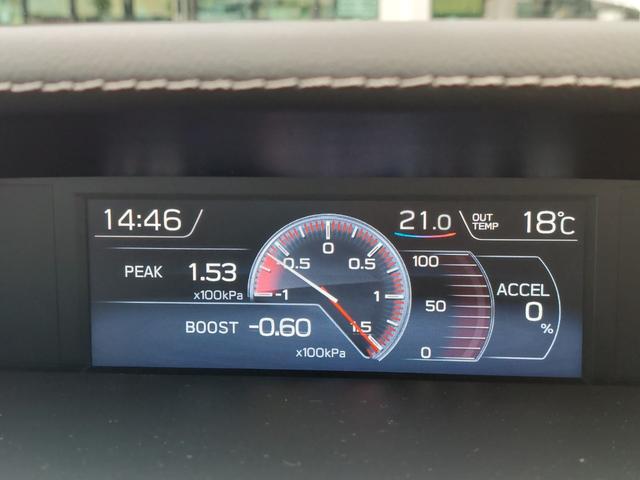 14:46
21.0
OUT TEMP 18°C
PEAK 1.53
x100kPa
BOOST -0.60
x100kPa
-1 -0.5 0 0.5 1 1.5
100
50
0
ACCEL
0
%